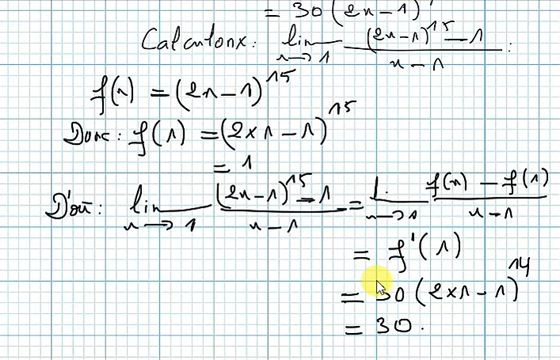 = 30(2x-1)
Calculonx: lim x→1 ((2x-1)^15 - 1)/(x-1):
f(x) = (2x-1)^15
Donc: f(1) = (2×1-1)^15
= 1
D'où: lim x→1 ((2x-1)^15 - 1)/(x-1) = l. x→1 (f(x) - f(1))/(x-1)
= f'(1)
= 30(2×1-1)^14
= 30.